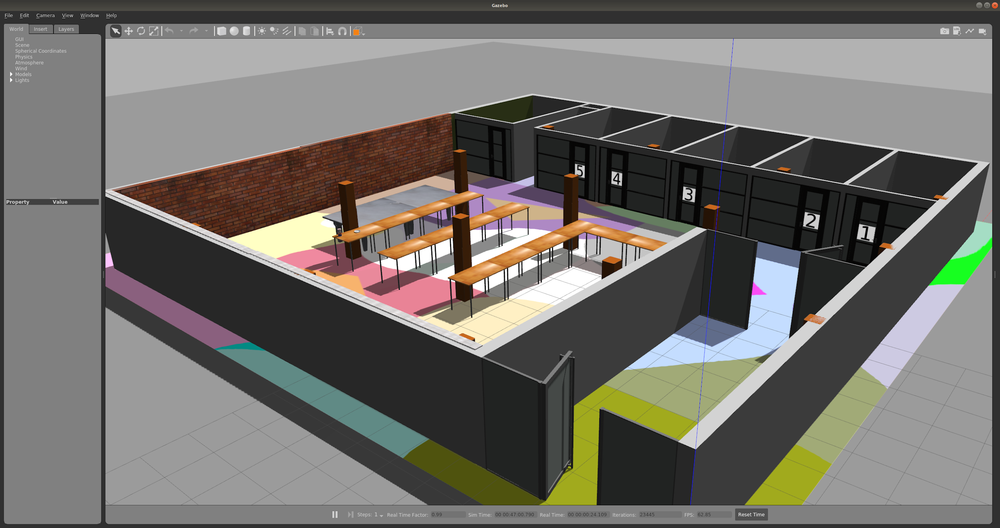 Gazebo
File Edit Camera View Window Help
World Insert Layers
GUI
Scene
Spherical Coordinates
Physics
Atmosphere
Wind
Models
Lights
Property Value
LOG
5
4
3
2
1
Steps: 1 Real Time Factor: 0.99 Sim Time: 00 00:47:00.790 Real Time: 00 00:00:24.109 Iterations: 23445 FPS: 62.85 Reset Time